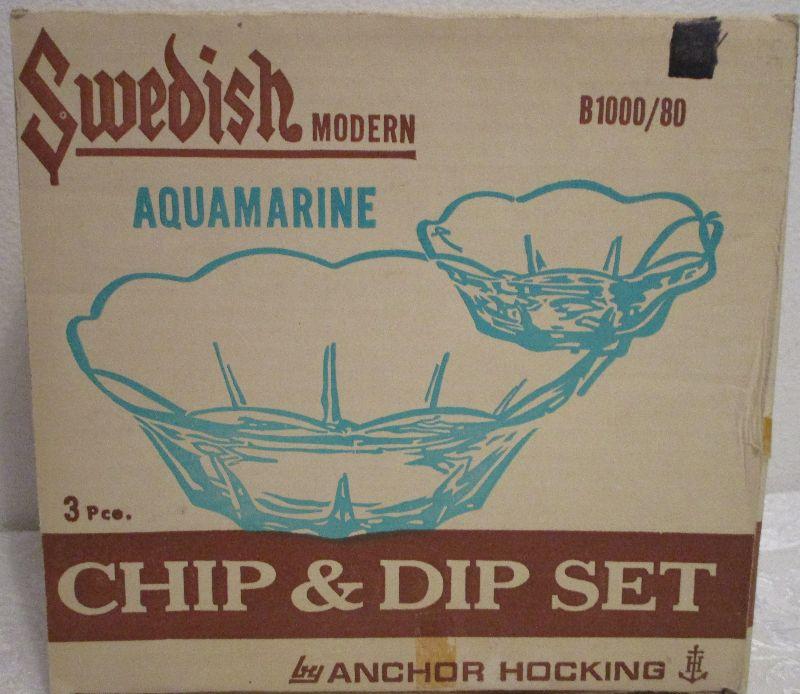 Swedish MODERN
B1000/80
AQUAMARINE
3 Pce.
CHIP & DIP SET
by ANCHOR HOCKING